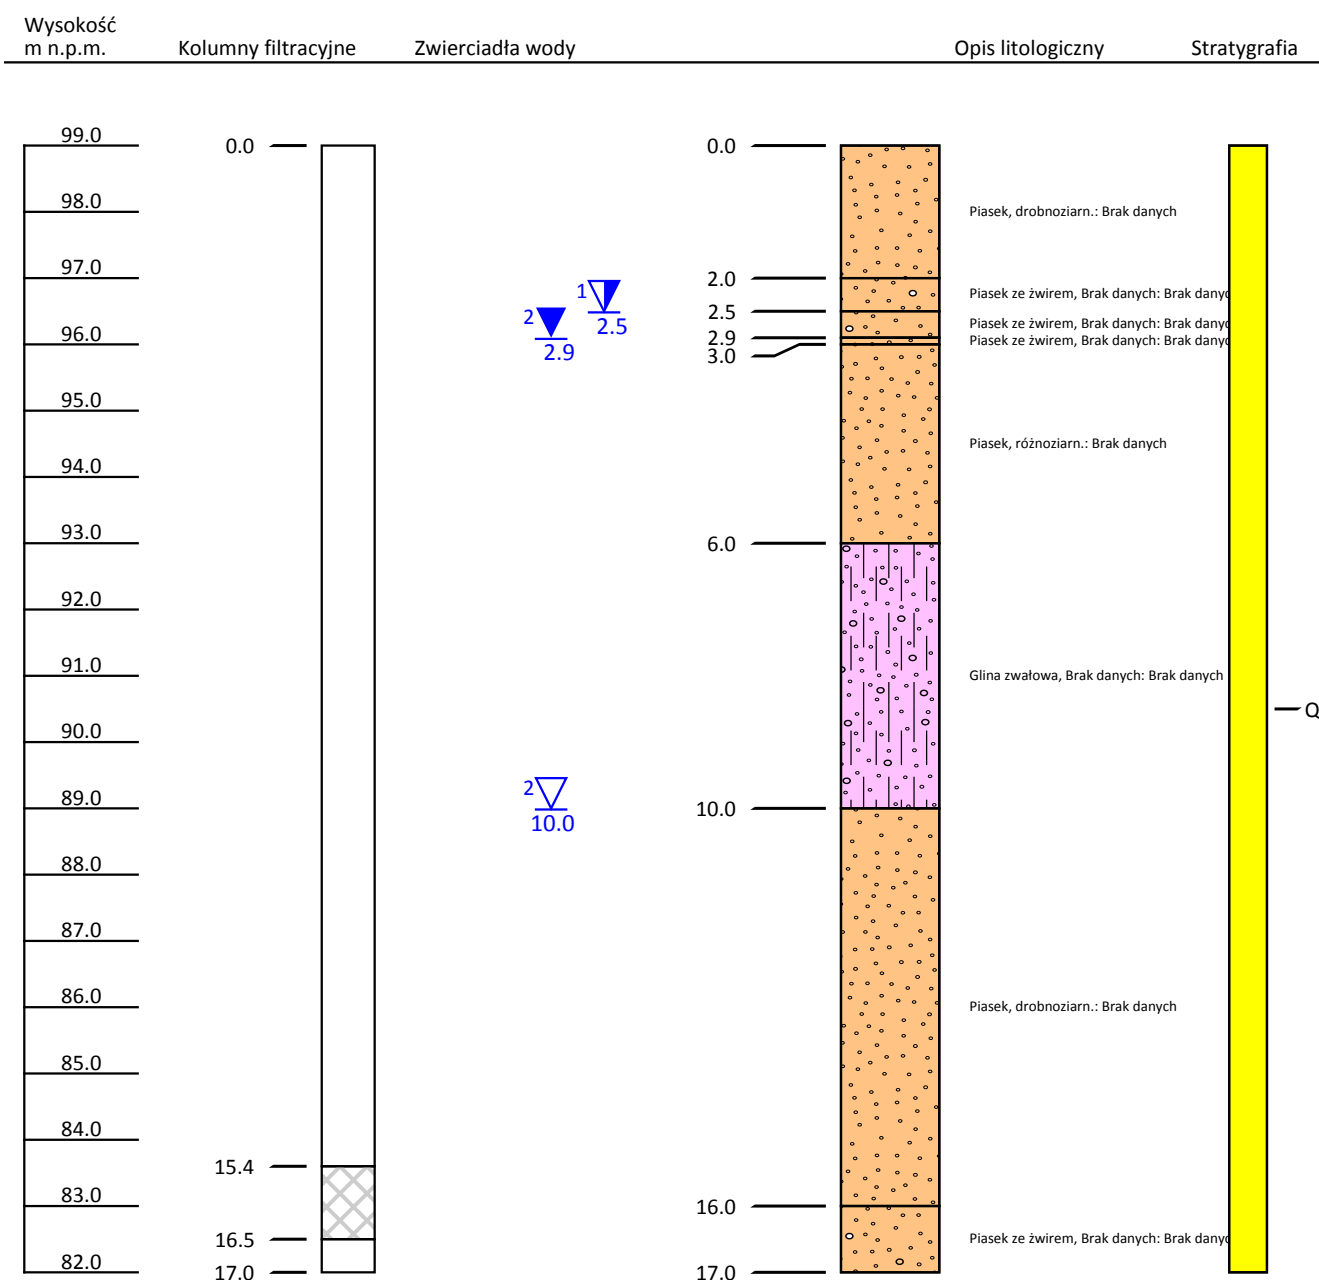 Wysokość
m n.p.m.
Kolumny filtracyjne
Zwierciadła wody
Opis litologiczny
Stratygrafia
99.0
98.0
97.0
96.0
95.0
94.0
93.0
92.0
91.0
90.0
89.0
88.0
87.0
86.0
85.0
84.0
83.0
82.0
0.0
15.4
16.5
17.0
1
2.5
2
2.9
2
10.0
0.0
2.0
2.5
2.9
3.0
6.0
10.0
16.0
17.0
Piasek, drobnoziarn.: Brak danych
Piasek ze żwirem, Brak danych: Brak danyc
Piasek ze żwirem, Brak danych: Brak danyc
Piasek ze żwirem, Brak danych: Brak danyc
Piasek, różnoziarn.: Brak danych
Glina zwałowa, Brak danych: Brak danych
Piasek, drobnoziarn.: Brak danych
Piasek ze żwirem, Brak danych: Brak danyc
Q